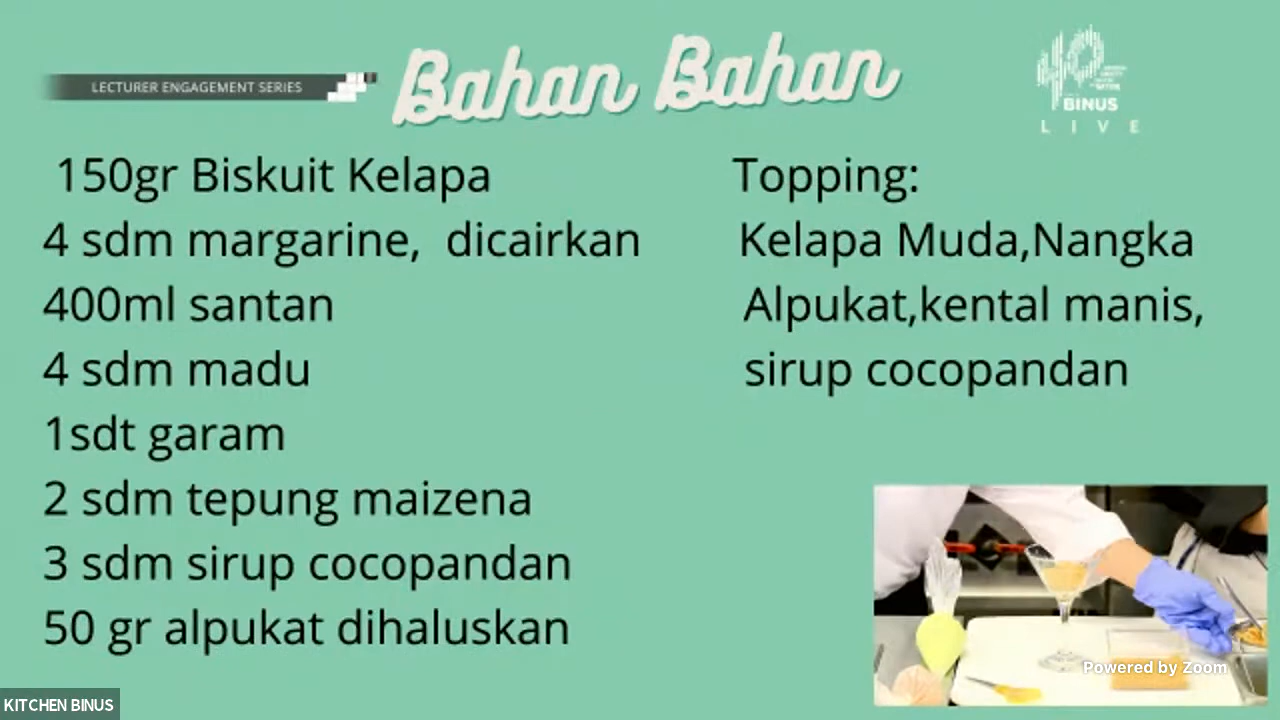 LECTURER ENGAGEMENT SERIES
Bahan Bahan
BINUS
LIVE
150gr Biskuit Kelapa
4 sdm margarine, dicairkan
400ml santan
4 sdm madu
1sdt garam
2 sdm tepung maizena
3 sdm sirup cocopandan
50 gr alpukat dihaluskan
Topping:
Kelapa Muda,Nangka
Alpukat,kental manis,
sirup cocopandan
Powered by Zoom
KITCHEN BINUS